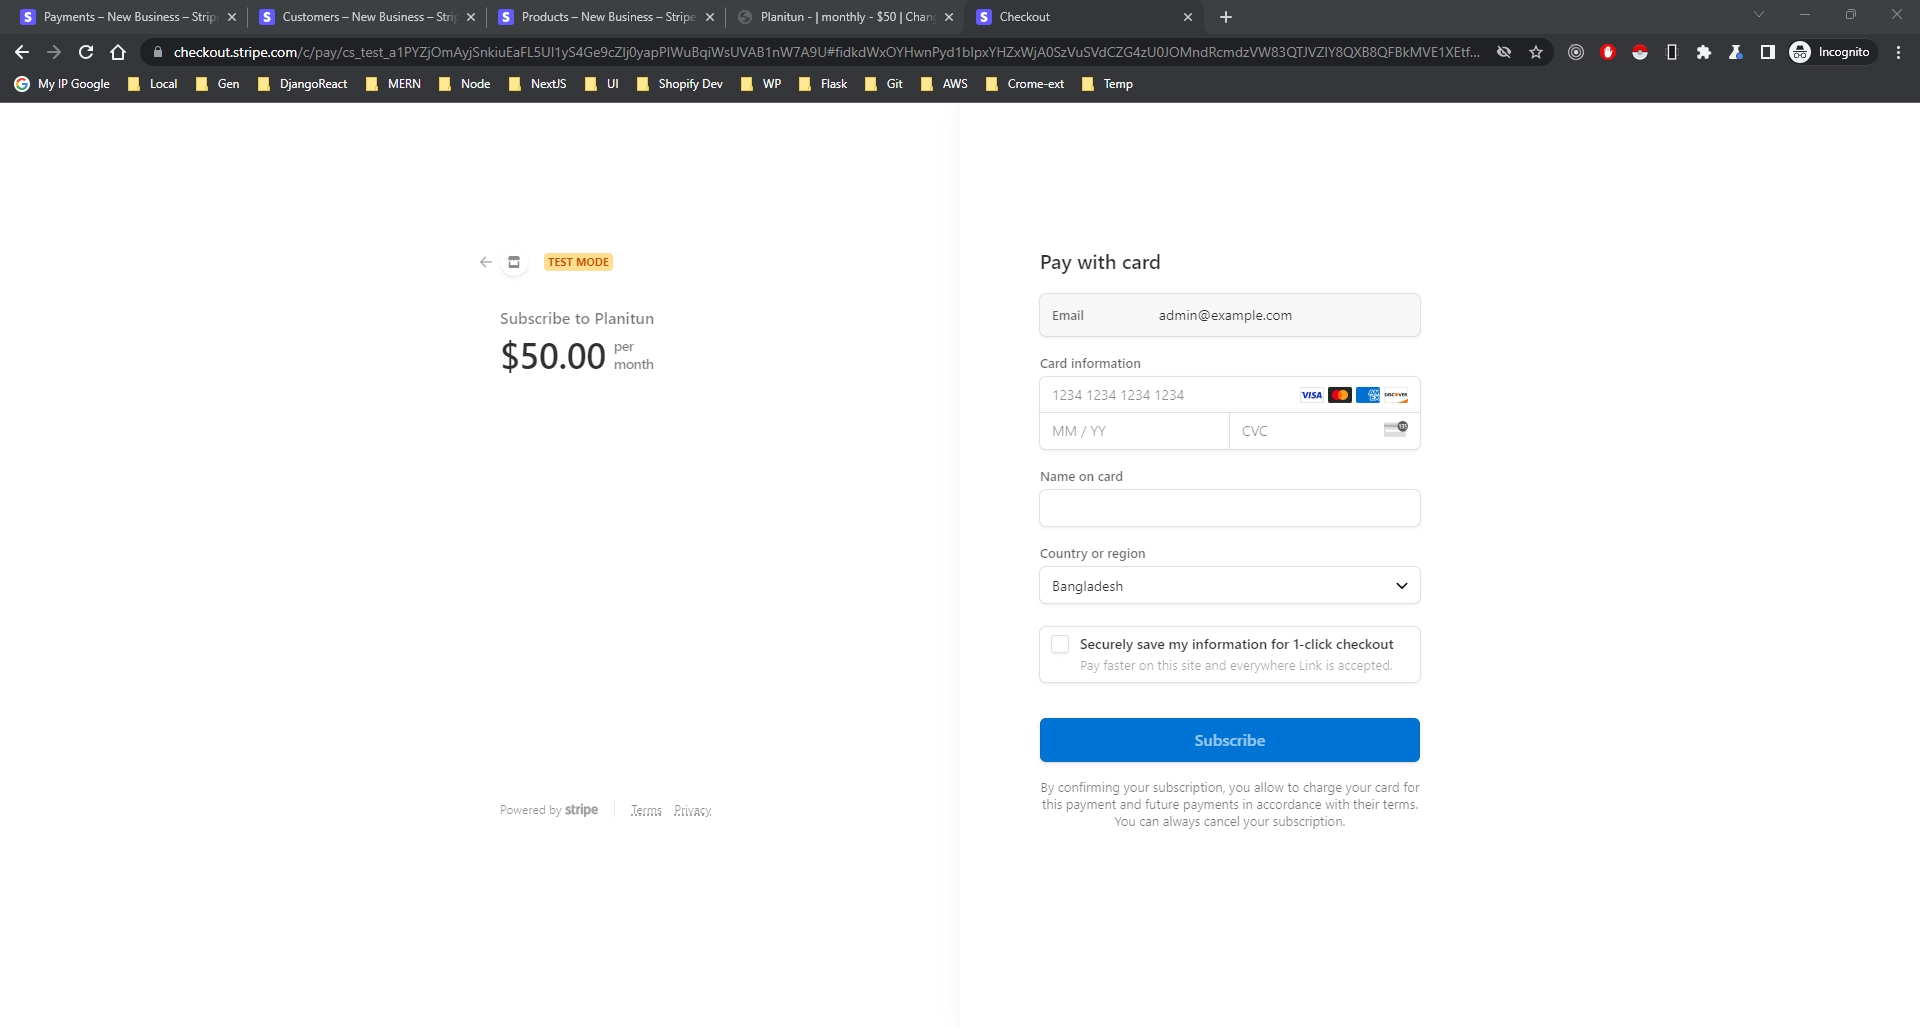 Payments – New Business – Strip
Customers – New Business – Strip
Products – New Business – Stripe
Planitun - | monthly - $50 | Chan
Checkout
checkout.stripe.com
Incognito
My IP Google
Local
Gen
DjangoReact
MERN
Node
NextJS
UI
Shopify Dev
WP
Flask
Git
AWS
Crome-ext
Temp
TEST MODE
Subscribe to Planitun
$50.00 per month
Powered by stripe
Terms
Privacy
Pay with card
Email admin@example.com
Card information
1234 1234 1234 1234 VISA AMEX DISCOVER
MM / YY CVC 135
Name on card
Country or region
Bangladesh
Securely save my information for 1-click checkout
Pay faster on this site and everywhere Link is accepted.
Subscribe
By confirming your subscription, you allow to charge your card for
this payment and future payments in accordance with their terms.
You can always cancel your subscription.